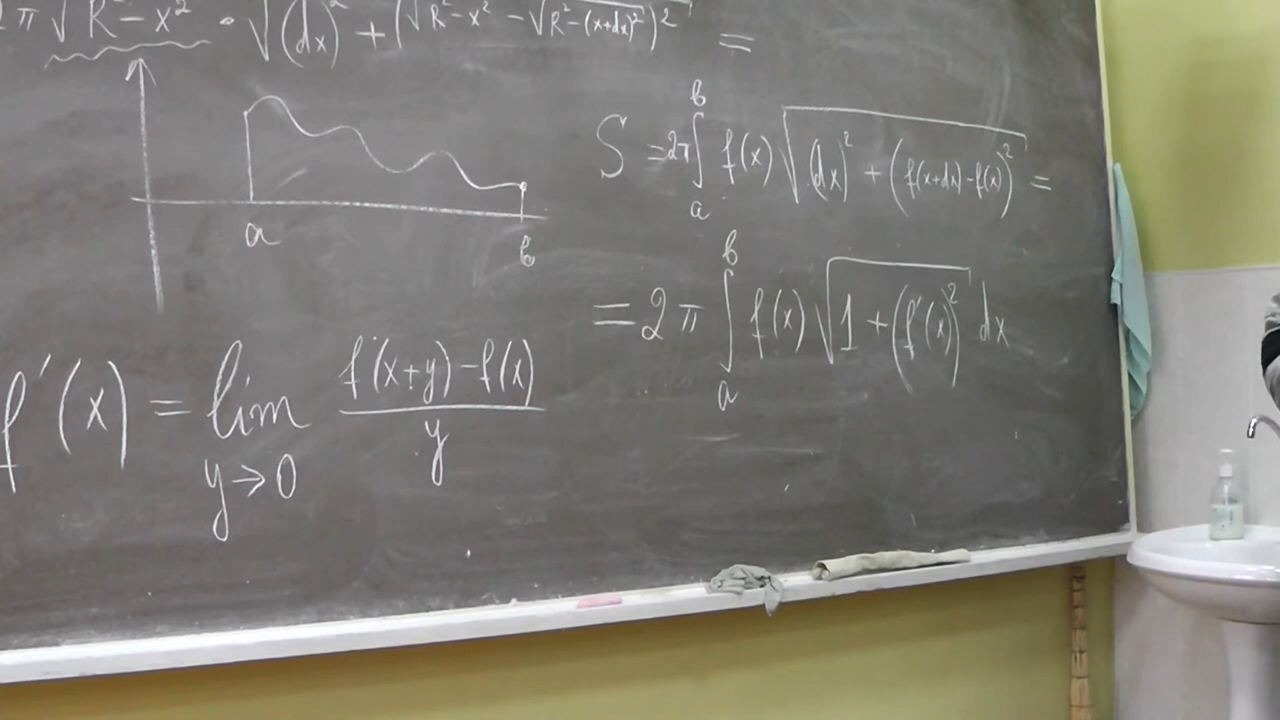 2π √(R²-x²) · √((dx)² + (√(R²-x²) - √(R²-(x+dx)²))²) =
a
в
S = 2π ∫ₐᵇ f(x) √((dx)² + (f(x+dx)-f(x))²) =
= 2π ∫ₐᵇ f(x) √(1 + (f'(x))²) dx
f'(x) = lim y→0 (f(x+y)-f(x))/y